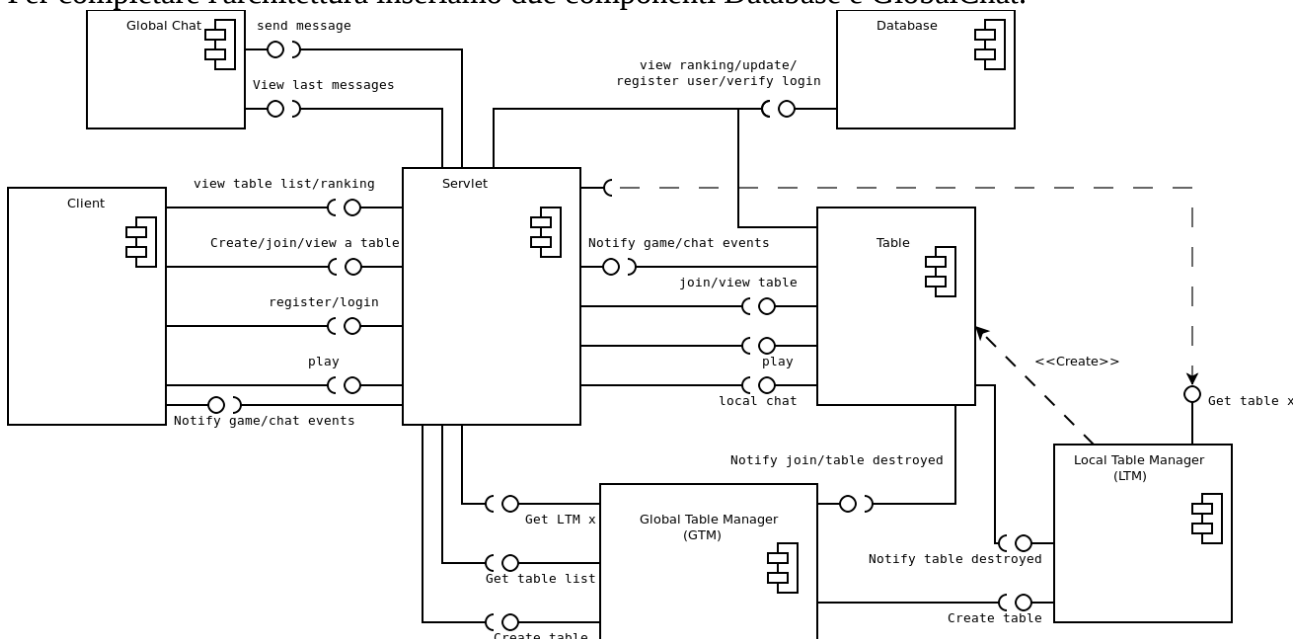 Per completare l'architettura inseriamo due componenti Database e GlobalChat.
Global Chat
send message
View last messages
Database
view ranking/update/
register user/verify login
Client
view table list/ranking
Create/join/view a table
register/login
play
Notify game/chat events
Servlet
Notify game/chat events
join/view table
play
local chat
Table
<<Create>>
Get table x
Notify join/table destroyed
Local Table Manager
(LTM)
Get LTM x
Get table list
Create table
Global Table Manager
(GTM)
Notify table destroyed
Create table